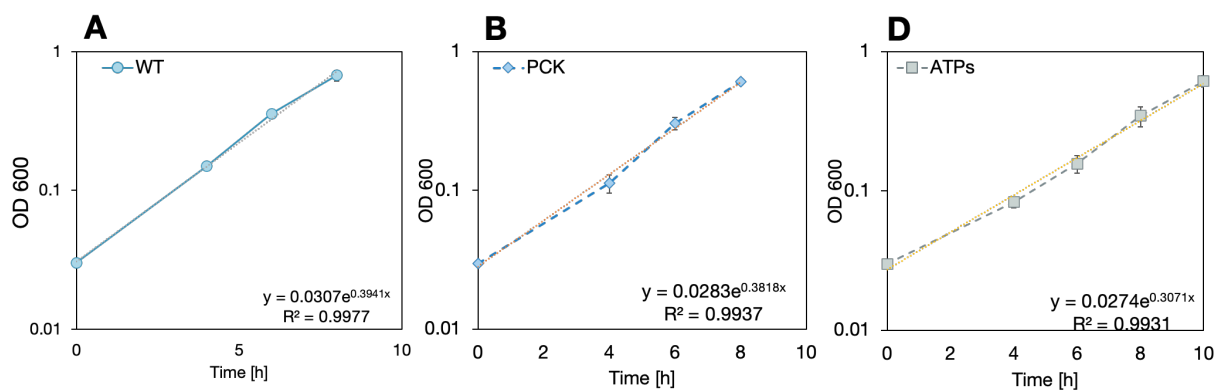 A
WT
1
0.1
0.01
OD 600
0
5
10
Time [h]
y = 0.0307e^0.3941x
R² = 0.9977
B
PCK
1
0.1
0.01
OD 600
0 2 4 6 8 10
Time [h]
y = 0.0283e^0.3818x
R² = 0.9937
D
ATPs
1
0.1
0.01
OD 600
0 2 4 6 8 10
Time [h]
y = 0.0274e^0.3071x
R² = 0.9931